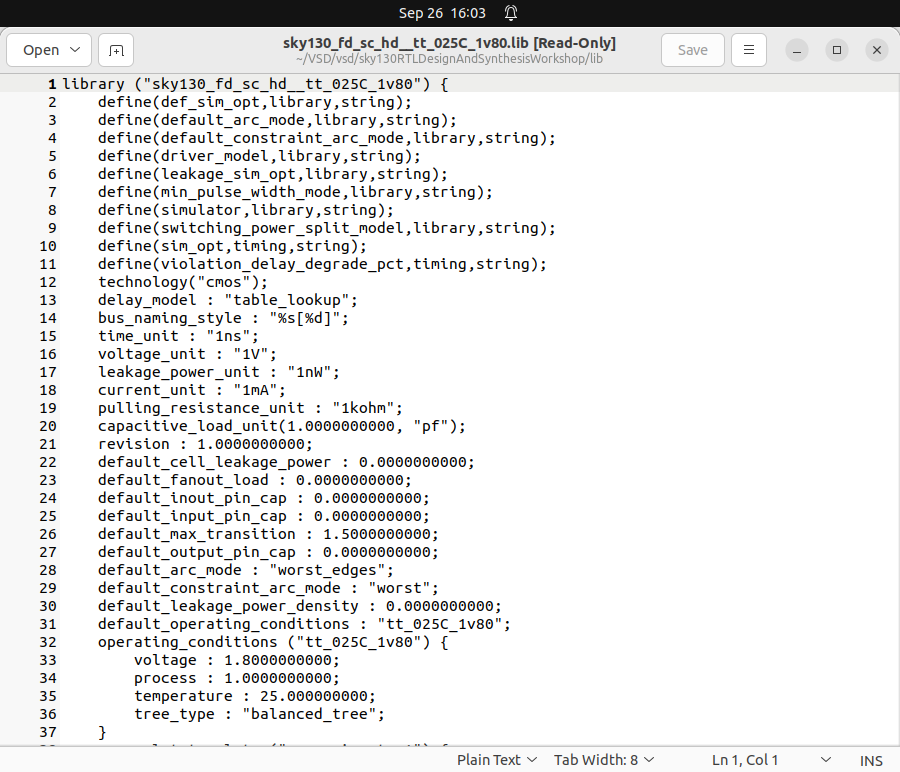 Sep 26 16:03
Open
sky130_fd_sc_hd__tt_025C_1v80.lib [Read-Only]
~/VSD/vsd/sky130RTLDesignAndSynthesisWorkshop/lib
Save
1 library ("sky130_fd_sc_hd__tt_025C_1v80") {
2     define(def_sim_opt,library,string);
3     define(default_arc_mode,library,string);
4     define(default_constraint_arc_mode,library,string);
5     define(driver_model,library,string);
6     define(leakage_sim_opt,library,string);
7     define(min_pulse_width_mode,library,string);
8     define(simulator,library,string);
9     define(switching_power_split_model,library,string);
10     define(sim_opt,timing,string);
11     define(violation_delay_degrade_pct,timing,string);
12     technology("cmos");
13     delay_model : "table_lookup";
14     bus_naming_style : "%s[%d]";
15     time_unit : "1ns";
16     voltage_unit : "1V";
17     leakage_power_unit : "1nW";
18     current_unit : "1mA";
19     pulling_resistance_unit : "1kohm";
20     capacitive_load_unit(1.0000000000, "pf");
21     revision : 1.0000000000;
22     default_cell_leakage_power : 0.0000000000;
23     default_fanout_load : 0.0000000000;
24     default_inout_pin_cap : 0.0000000000;
25     default_input_pin_cap : 0.0000000000;
26     default_max_transition : 1.5000000000;
27     default_output_pin_cap : 0.0000000000;
28     default_arc_mode : "worst_edges";
29     default_constraint_arc_mode : "worst";
30     default_leakage_power_density : 0.0000000000;
31     default_operating_conditions : "tt_025C_1v80";
32     operating_conditions ("tt_025C_1v80") {
33         voltage : 1.8000000000;
34         process : 1.0000000000;
35         temperature : 25.000000000;
36         tree_type : "balanced_tree";
37     }
Plain Text
Tab Width: 8
Ln 1, Col 1
INS